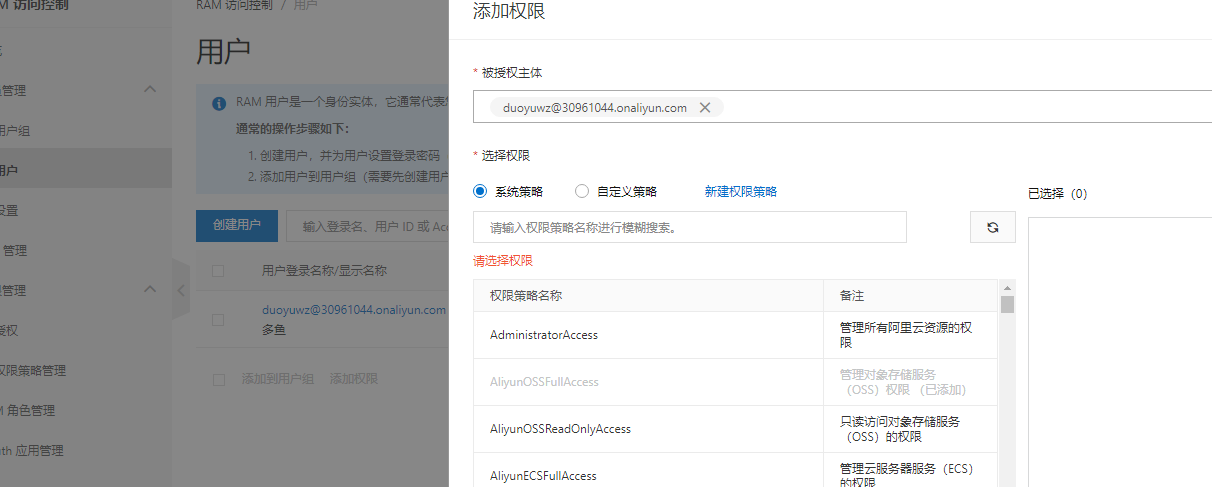 M 访问控制
RAM 访问控制 / 用户
用户
RAM 用户是一个身份实体，它通常代表
通常的操作步骤如下：
1. 创建用户，并为用户设置登录密码
2. 添加用户到用户组（需要先创建用户
管理
用户组
用户
设置
管理
管理
授权
权限策略管理
M 角色管理
uth 应用管理
创建用户
输入登录名、用户 ID 或 Acc
用户登录名称/显示名称
duoyuwz@30961044.onaliyun.com
多鱼
添加到用户组 添加权限
添加权限
* 被授权主体
duoyuwz@30961044.onaliyun.com ×
* 选择权限
系统策略 自定义策略 新建权限策略
请输入权限策略名称进行模糊搜索。
请选择权限
权限策略名称 备注
AdministratorAccess 管理所有阿里云资源的权
限
AliyunOSSFullAccess 管理对象存储服务
（OSS）权限 （已添加）
AliyunOSSReadOnlyAccess 只读访问对象存储服务
（OSS）的权限
AliyunECSFullAccess 管理云服务器服务（ECS）
的权限
已选择（0）